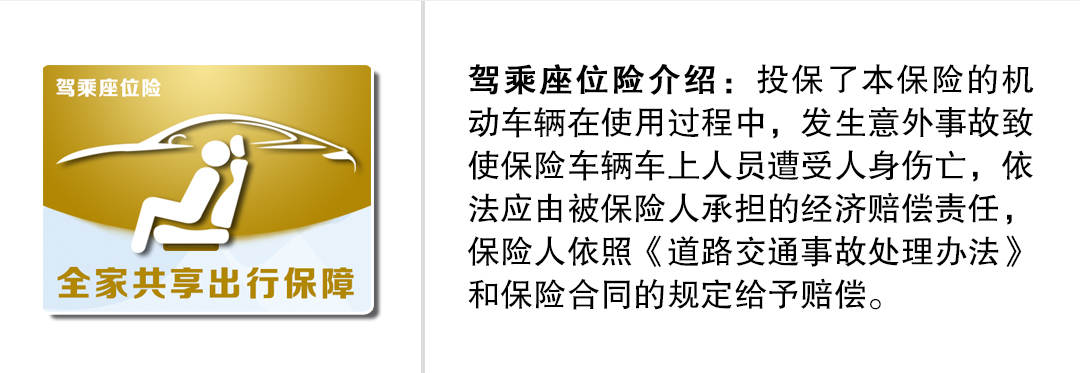 驾乘座位险
全家共享出行保障
驾乘座位险介绍：投保了本保险的机
动车辆在使用过程中，发生意外事故致
使保险车辆车上人员遭受人身伤亡，依
法应由被保险人承担的经济赔偿责任，
保险人依照《道路交通事故处理办法》
和保险合同的规定给予赔偿。